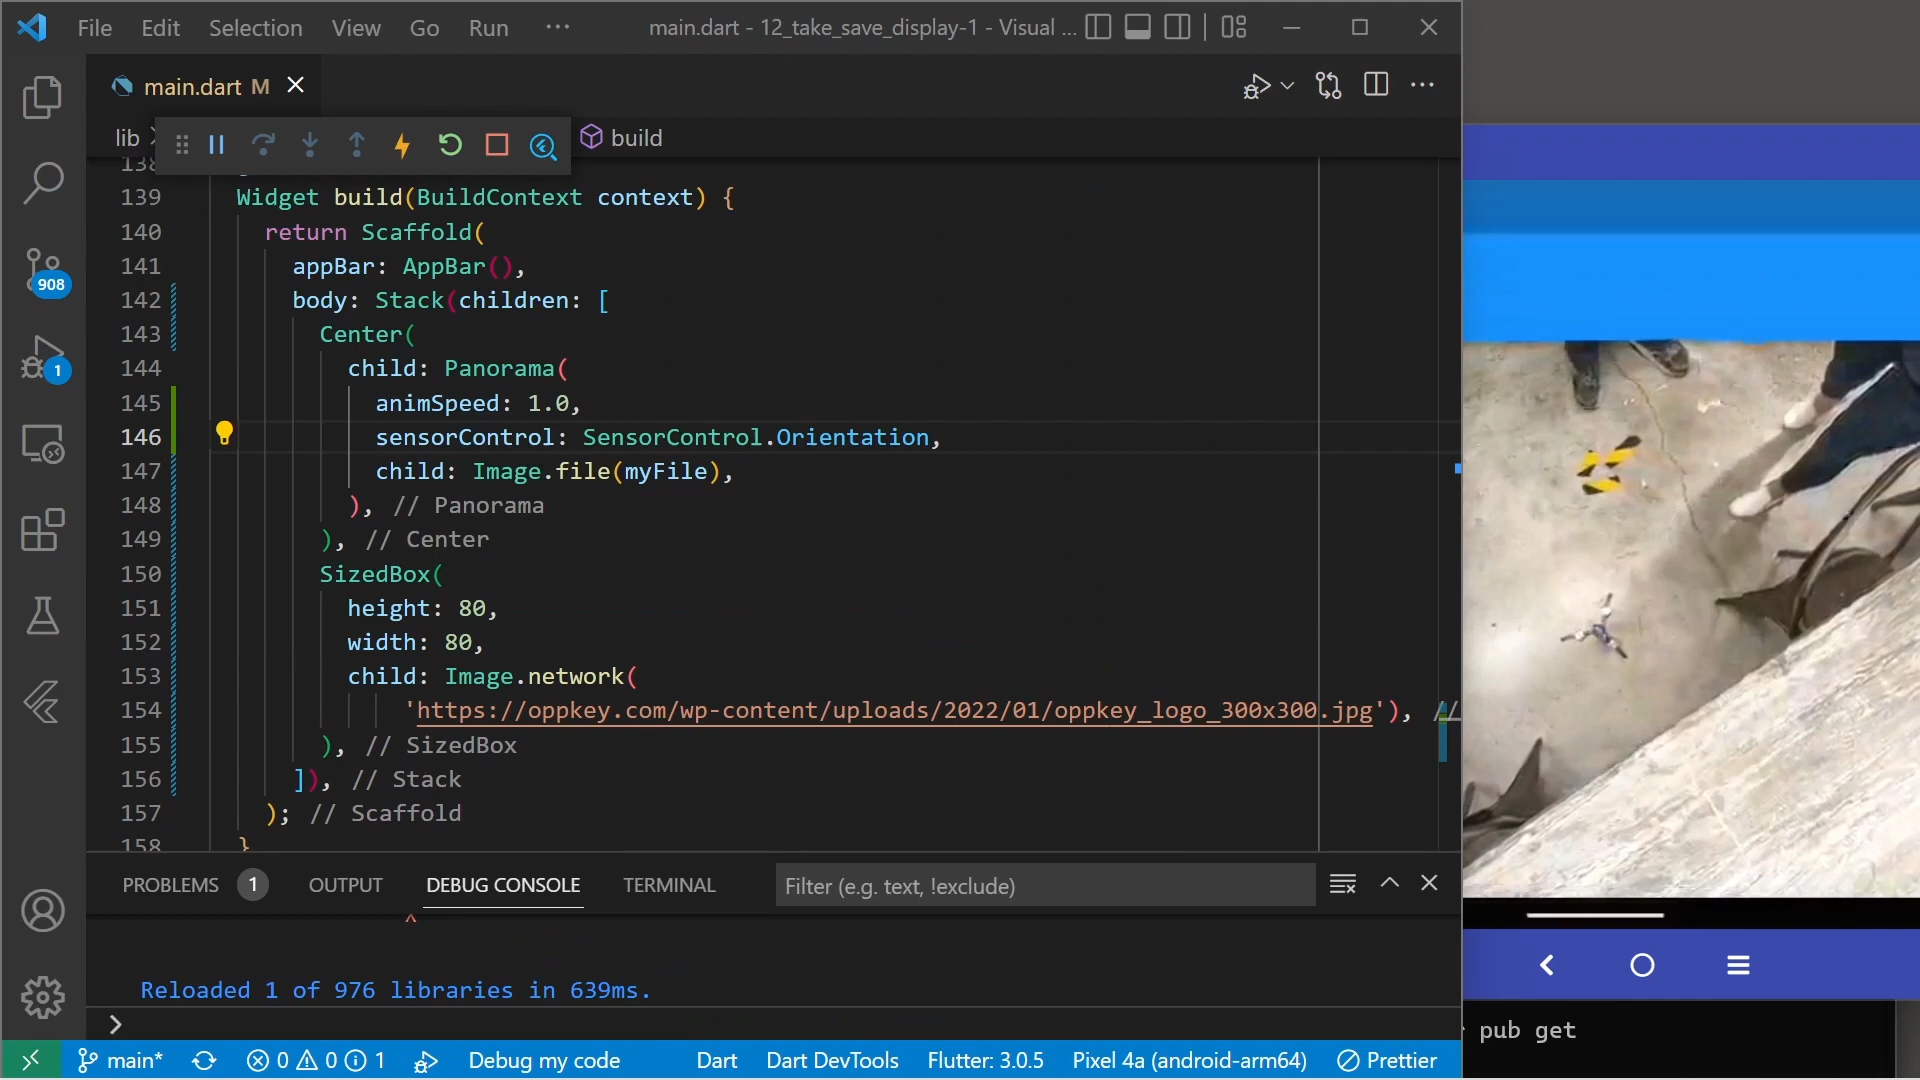 File Edit Selection View Go Run ··· main.dart - 12_take_save_display-1 - Visual ...
main.dart M
lib build
138
139 Widget build(BuildContext context) {
140 return Scaffold(
141 appBar: AppBar(),
142 body: Stack(children: [
143 Center(
144 child: Panorama(
145 animSpeed: 1.0,
146 sensorControl: SensorControl.Orientation,
147 child: Image.file(myFile),
148 ), // Panorama
149 ), // Center
150 SizedBox(
151 height: 80,
152 width: 80,
153 child: Image.network(
154 'https://oppkey.com/wp-content/uploads/2022/01/oppkey_logo_300x300.jpg'), //
155 ), // SizedBox
156 ]), // Stack
157 ); // Scaffold
158 }
908
1
PROBLEMS 1 OUTPUT DEBUG CONSOLE TERMINAL Filter (e.g. text, !exclude)
^
Reloaded 1 of 976 libraries in 639ms.
pub get
main* 0 0 1 Debug my code Dart Dart DevTools Flutter: 3.0.5 Pixel 4a (android-arm64) Prettier